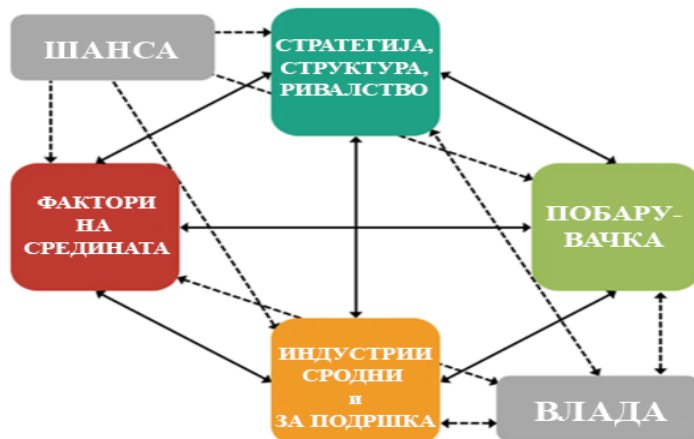 ШАНСА
СТРАТЕГИЈА,
СТРУКТУРА,
РИВАЛСТВО
ФАКТОРИ
НА
СРЕДИНАТА
ПОБАРУ-
ВАЧКА
ИНДУСТРИИ
СРОДНИ
и
ЗА ПОДРШКА
ВЛАДА